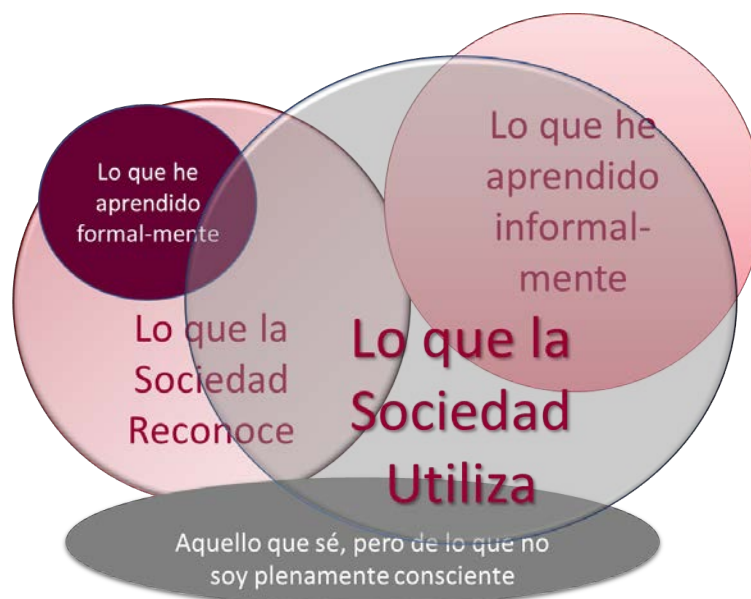 Lo que he
aprendido
formal-mente
Lo que he
aprendido
informal-
mente
Lo que la
Sociedad
Reconoce
Lo que la
Sociedad
Utiliza
Aquello que sé, pero de lo que no
soy plenamente consciente